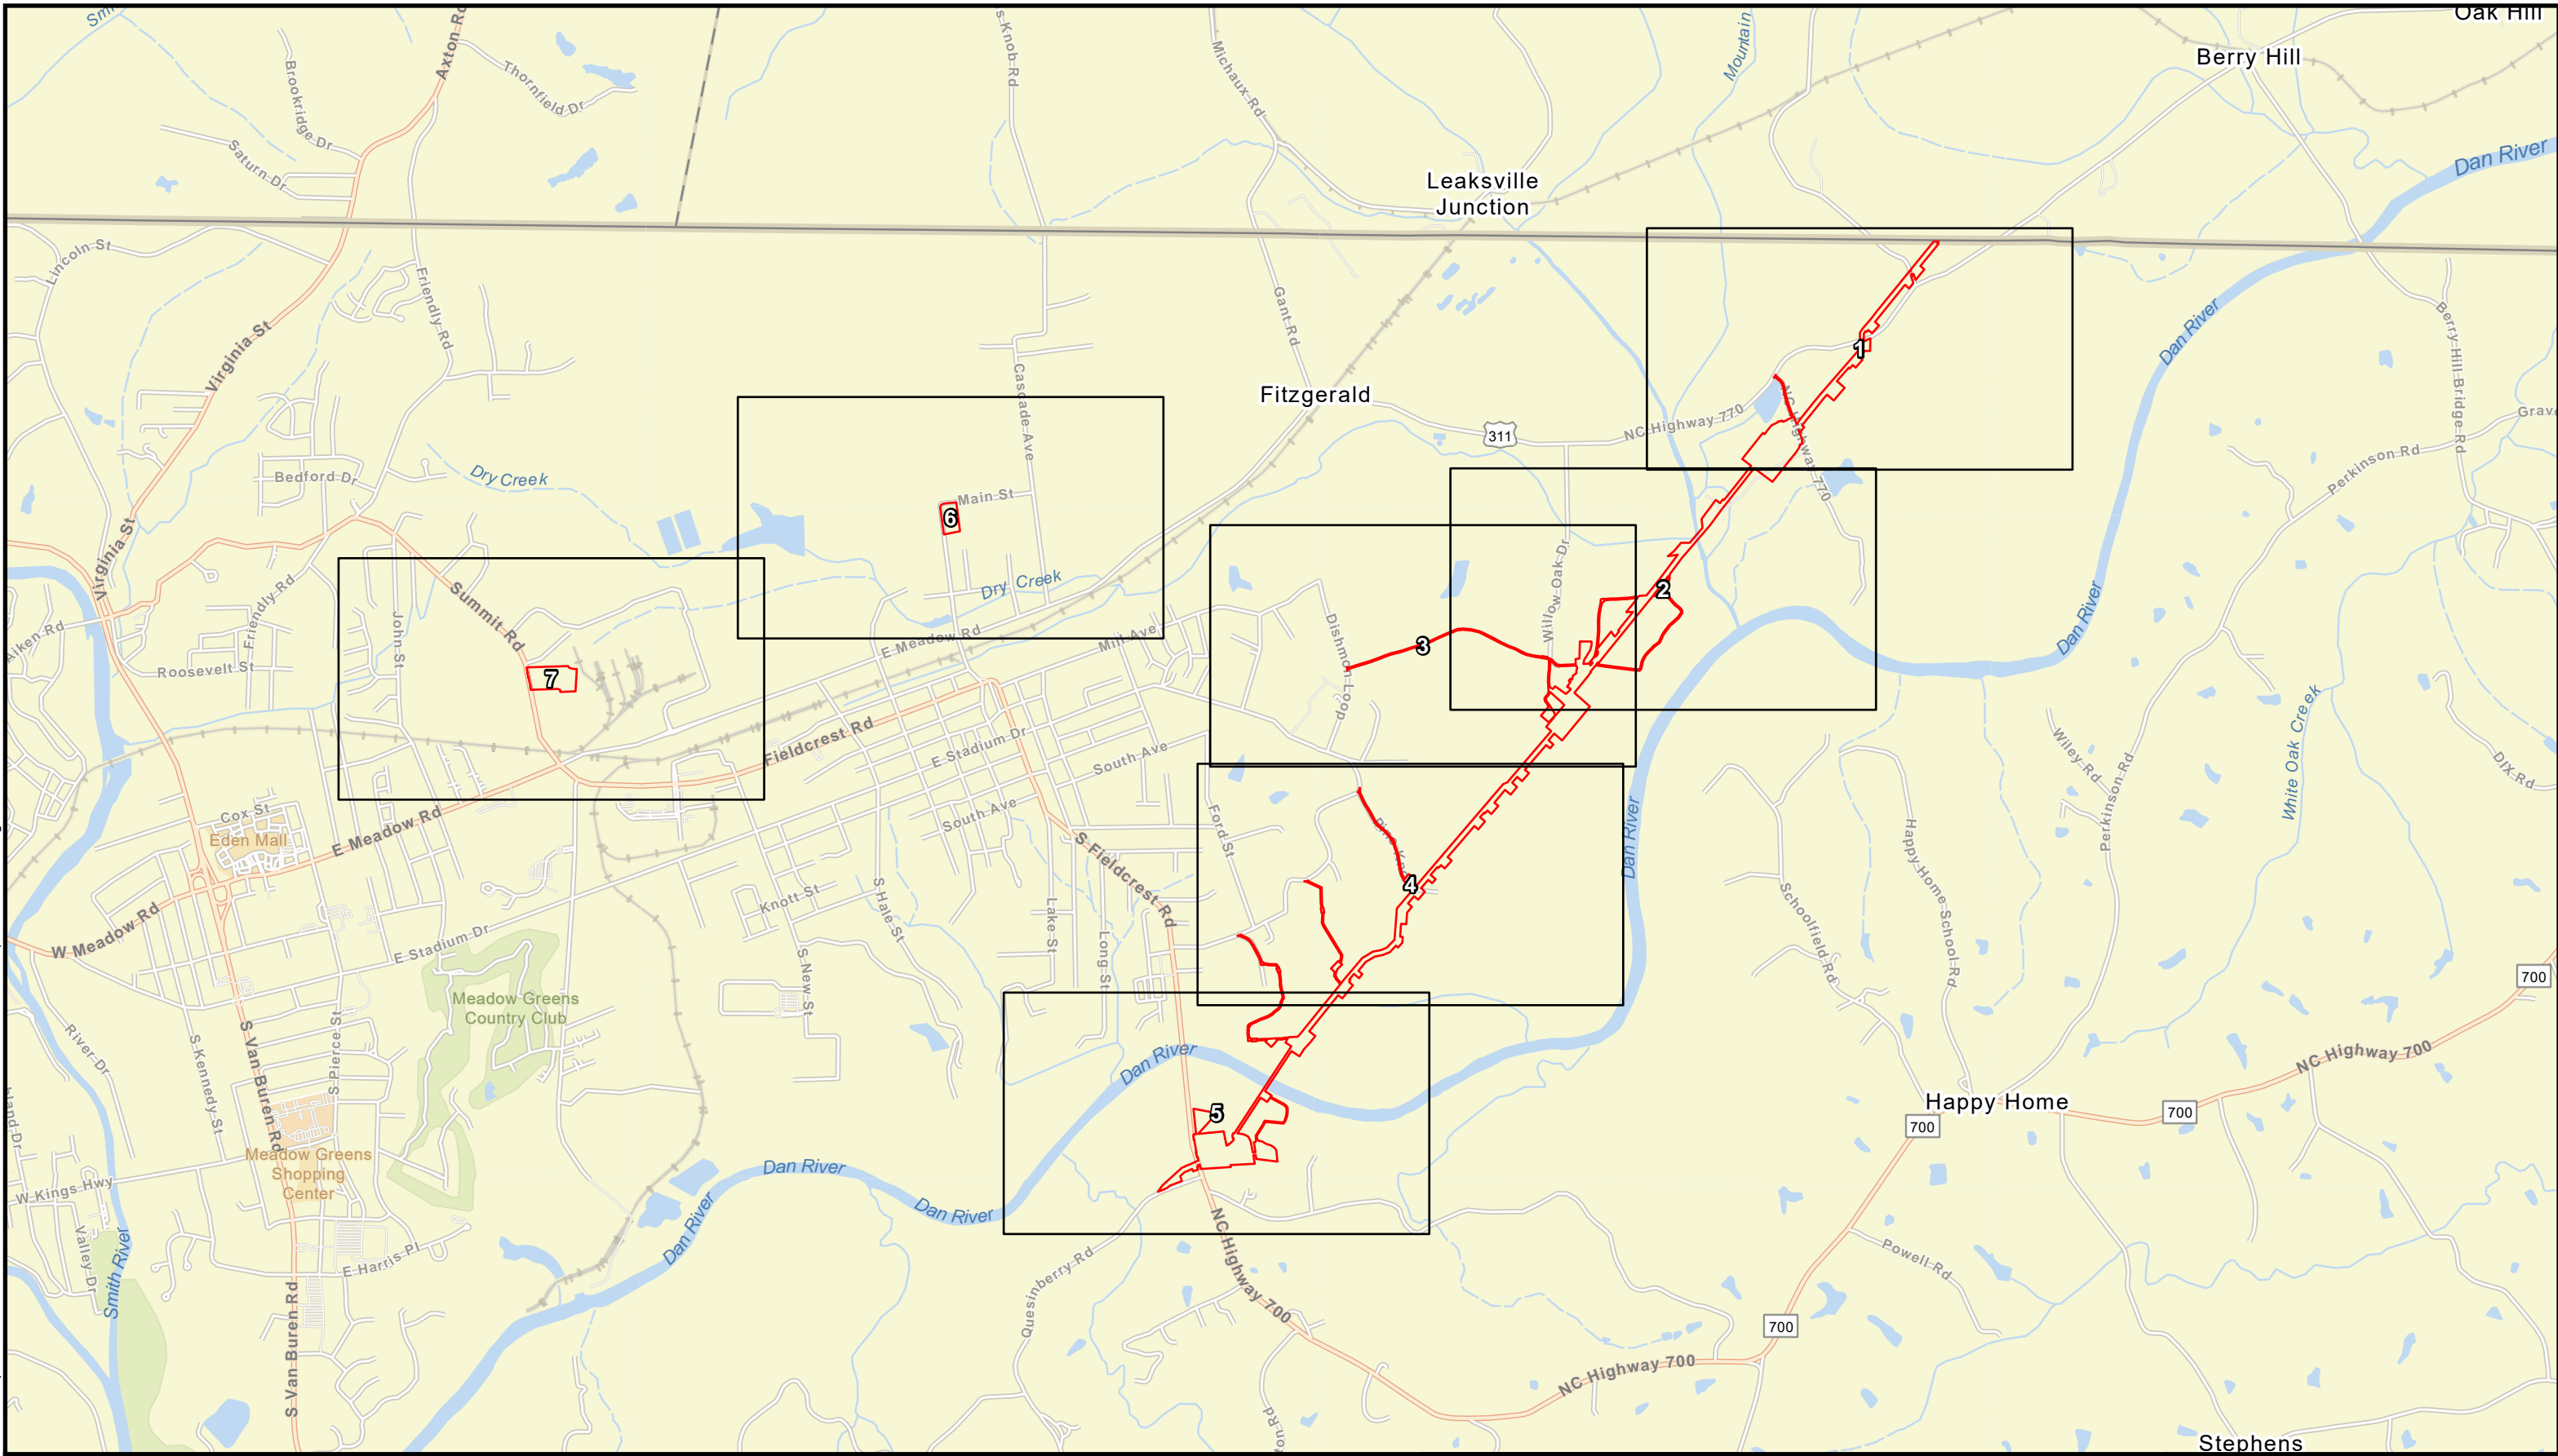 Axton Rd
Thornfield Dr
Brookridge Dr
Saturn Dr
s Knob Rd
Michaux Rd
Mountain
Oak Hill
Berry Hill
Dan River
Leaksville
Junction
Lincoln St
Friendly Rd
Virginia St
Gant Rd
Dan River
Berry Hill Bridge Rd
1
Cascade Ave
Fitzgerald
311
NC Highway 770
NC Highway 770
Grav
Perkinson Rd
Bedford Dr
Dry Creek
Main St
6
Virginia St
Willow Oak Dr
2
Dan River
Dry Creek
Summit Rd
John St
Friendly Rd
Aiken Rd
Roosevelt St
E Meadow Rd
Mill Ave
Dishmon Loop
3
7
White Oak Creek
Wiley Rd
Perkinson Rd
DIX Rd
Fieldcrest Rd
E Stadium Dr
South Ave
South Ave
Cox St
Eden Mall
E Meadow Rd
Ford St
Dan River
Happy Home School Rd
S Fieldcrest Rd
4
Knott St
S Hale St
Lake St
Long St
Schoolfield Rd
W Meadow Rd
E Stadium Dr
S New St
700
Meadow Greens
Country Club
River Dr
S Kennedy St
S Van Buren Rd
S Pierce St
Dan River
NC Highway 700
Happy Home
700
700
5
Meadow Greens
Shopping
Center
W Kings Hwy
Dan River
Dan River
Dan River
Valley Dr
Smith River
E Harris Pl
Quesinberry Rd
NC Highway 700
Powell Rd
S Van Buren Rd
700
NC Highway 700
Stephens